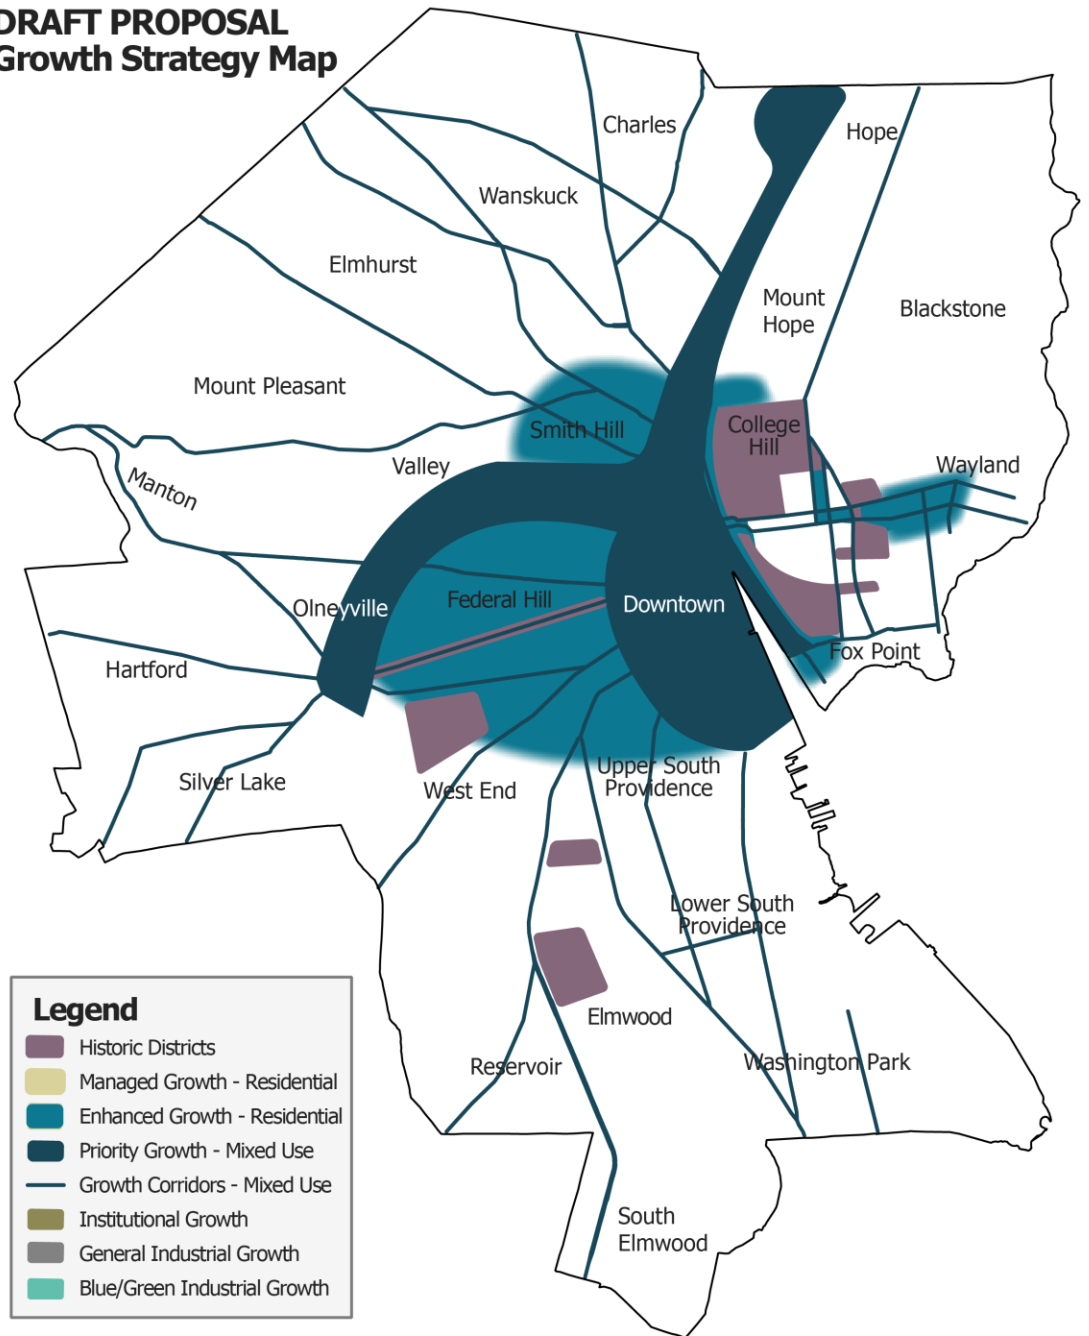 DRAFT PROPOSAL
Growth Strategy Map
Charles
Hope
Wanskuck
Elmhurst
Mount
Hope
Blackstone
Mount Pleasant
Smith Hill
College
Hill
Valley
Wayland
Manton
Federal Hill
Olneyville
Downtown
Fox Point
Hartford
Silver Lake
West End
Upper South
Providence
Lower South
Providence
Elmwood
Reservoir
Washington Park
South
Elmwood
Legend
Historic Districts
Managed Growth - Residential
Enhanced Growth - Residential
Priority Growth - Mixed Use
Growth Corridors - Mixed Use
Institutional Growth
General Industrial Growth
Blue/Green Industrial Growth